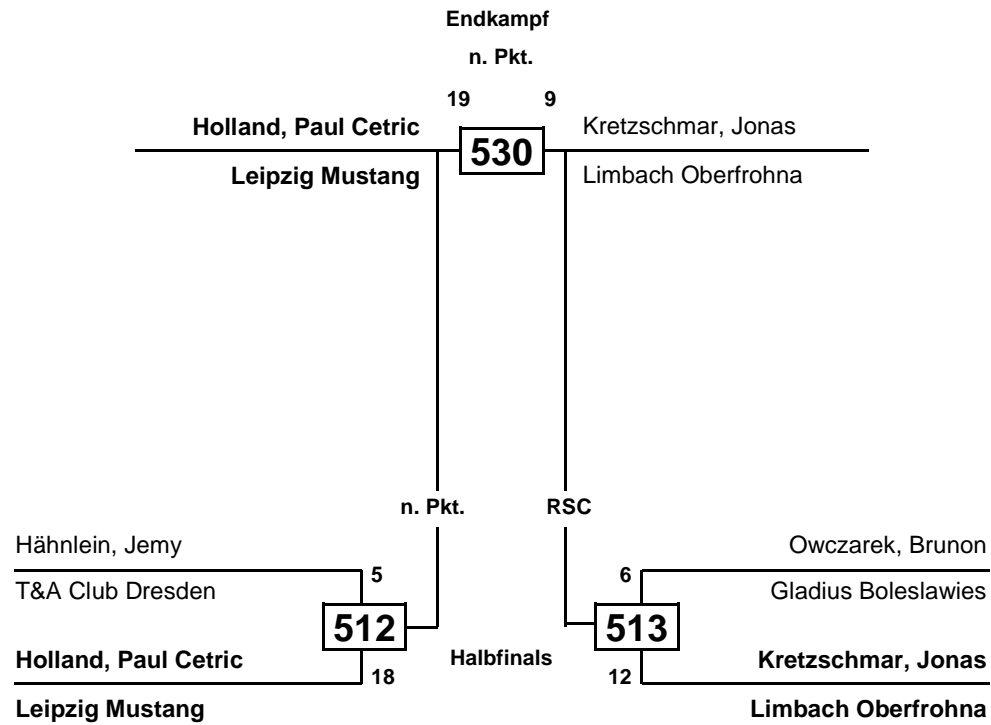 Endkampf
n. Pkt.
19 9
Holland, Paul Cetric
530
Kretzschmar, Jonas
Leipzig Mustang
Limbach Oberfrohna
n. Pkt.
RSC
Hähnlein, Jemy
5
T&A Club Dresden
512
Holland, Paul Cetric
18
Leipzig Mustang
Halbfinals
Owczarek, Brunon
6
Gladius Boleslawies
513
Kretzschmar, Jonas
12
Limbach Oberfrohna